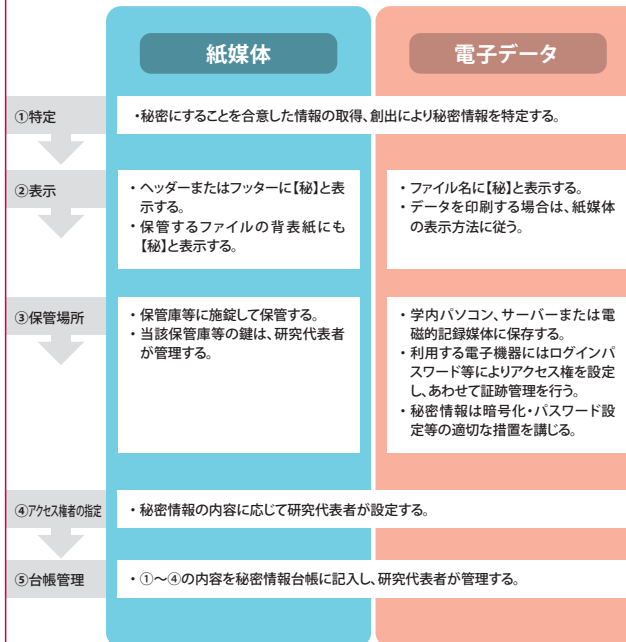 紙媒体
電子データ
①特定
・秘密にすることを合意した情報の取得、創出により秘密情報を特定する。
②表示
・ヘッダーまたはフッターに【秘】と表
示する。
・保管するファイルの背表紙にも
【秘】と表示する。
・ファイル名に【秘】と表示する。
・データを印刷する場合は、紙媒体
の表示方法に従う。
③保管場所
・保管庫等に施錠して保管する。
・当該保管庫等の鍵は、研究代表者
が管理する。
・学内パソコン、サーバーまたは電
磁的記録媒体に保存する。
・利用する電子機器にはログインパ
スワード等によりアクセス権を設定
し、あわせて証跡管理を行う。
・秘密情報は暗号化・パスワード設
定等の適切な措置を講じる。
④アクセス権者の指定
・秘密情報の内容に応じて研究代表者が設定する。
⑤台帳管理
・①～④の内容を秘密情報台帳に記入し、研究代表者が管理する。